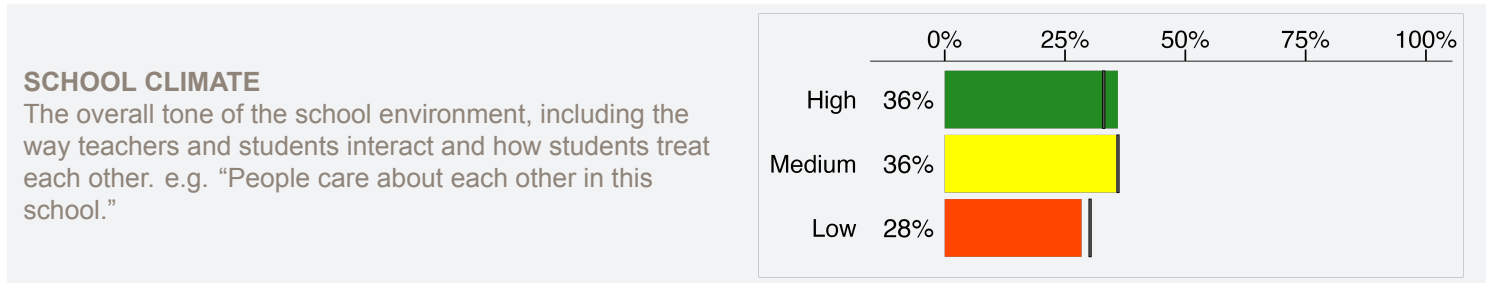 SCHOOL CLIMATE
The overall tone of the school environment, including the
way teachers and students interact and how students treat
each other. e.g. “People care about each other in this
school.”
0% 25% 50% 75% 100%
High 36%
Medium 36%
Low 28%